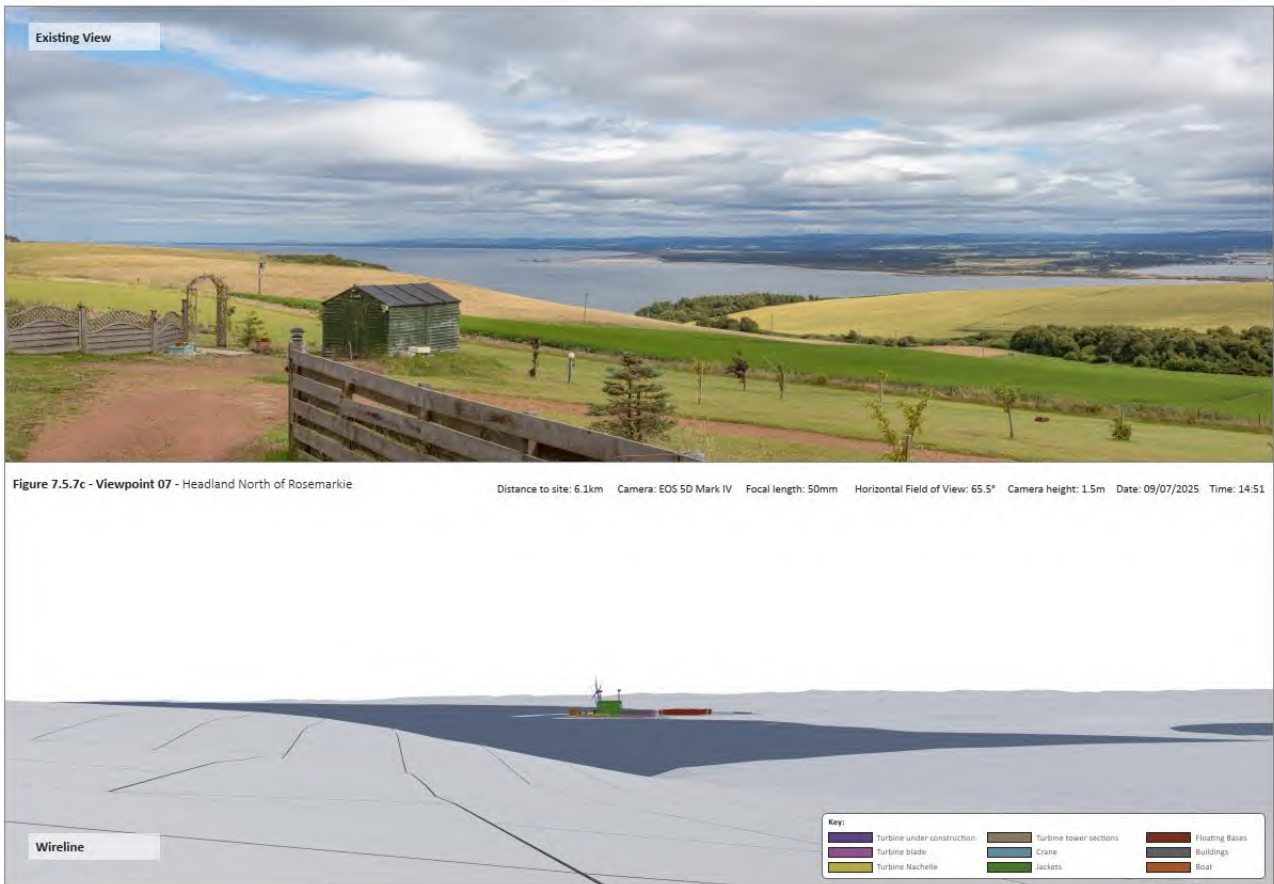 Existing View
Figure 7.5.7c - Viewpoint 07 - Headland North of Rosemarkie
Distance to site: 6.1km Camera: EOS 5D Mark IV Focal length: 50mm Horizontal Field of View: 65.5° Camera height: 1.5m Date: 09/07/2025 Time: 14:51
Key:
Turbine under construction Turbine tower sections Floating Bases
Turbine blade Crane Buildings
Turbine Nachelle Jackets Boat
Wireline